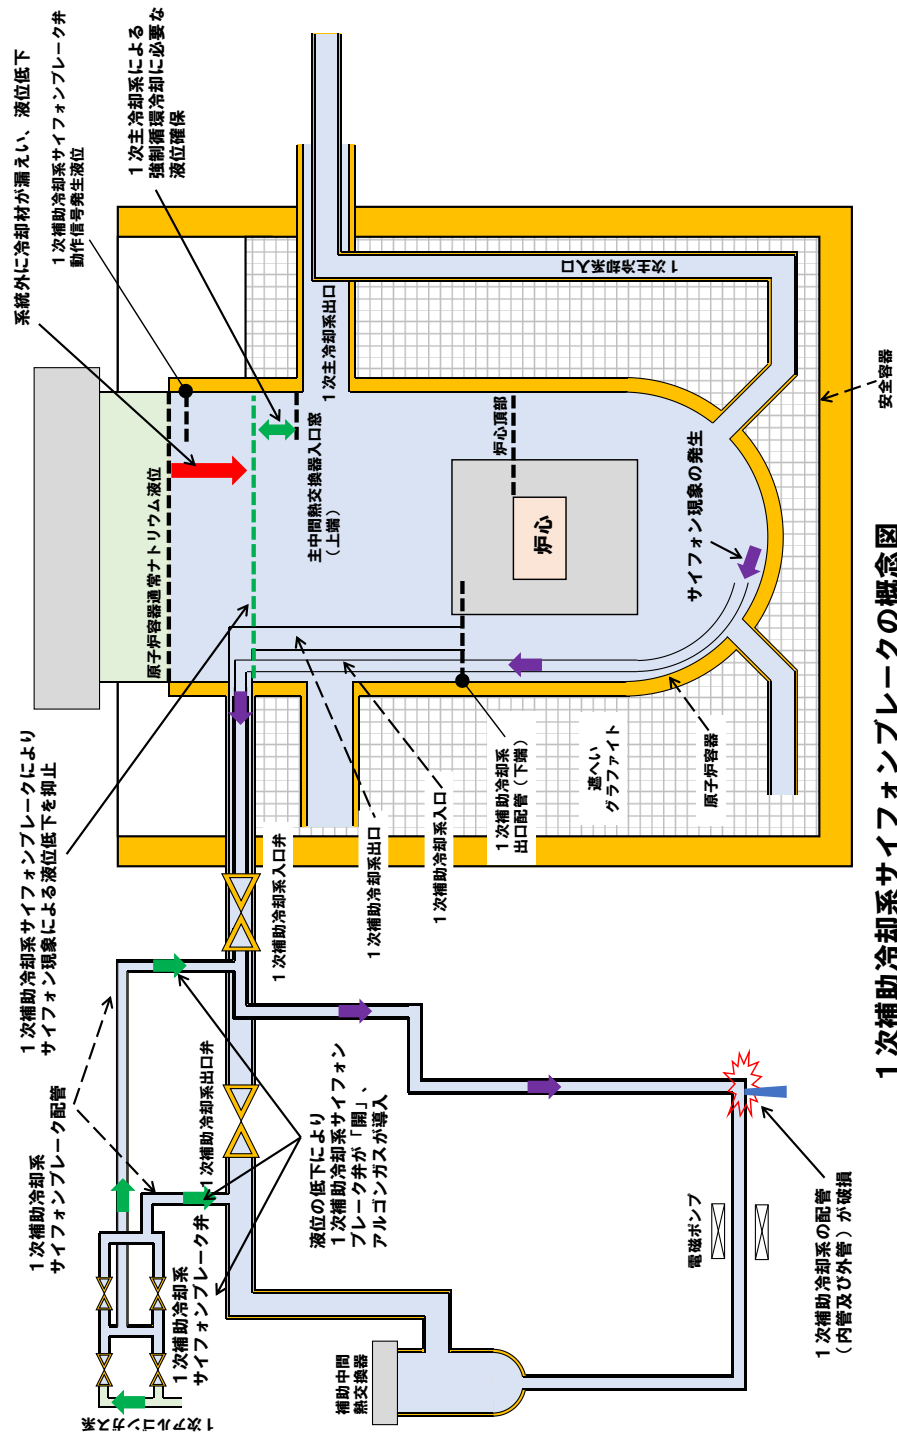 系統外に冷却材が漏えい、液位低下
1次補助冷却系サイフォンブレーク弁
動作信号発生液位
1次主冷却系による
強制循環冷却に必要な
液位確保
1次補助冷却系サイフォンブレークにより
サイフォン現象による液位低下を抑止
原子炉容器通常ナトリウム液位
主中間熱交換器入口窓
（上端）
1次主冷却系出口
1次主冷却系入口
炉心頂部
炉心
サイフォン現象の発生
安全容器
1次補助冷却系入口弁
1次補助冷却系出口
1次補助冷却系入口
1次補助冷却系
出口配管（下端）
遮へい
グラファイト
原子炉容器
1次補助冷却系
サイフォンブレーク配管
1次補助冷却系出口弁
1次補助冷却系
サイフォンブレーク弁
液位の低下により
1次補助冷却系サイフォン
ブレーク弁が「開」、
アルゴンガスが導入
1次アルゴンガス系
補助中間
熱交換器
電磁ポンプ
1次補助冷却系の配管
（内管及び外管）が破損
1次補助冷却系サイフォンブレークの概念図